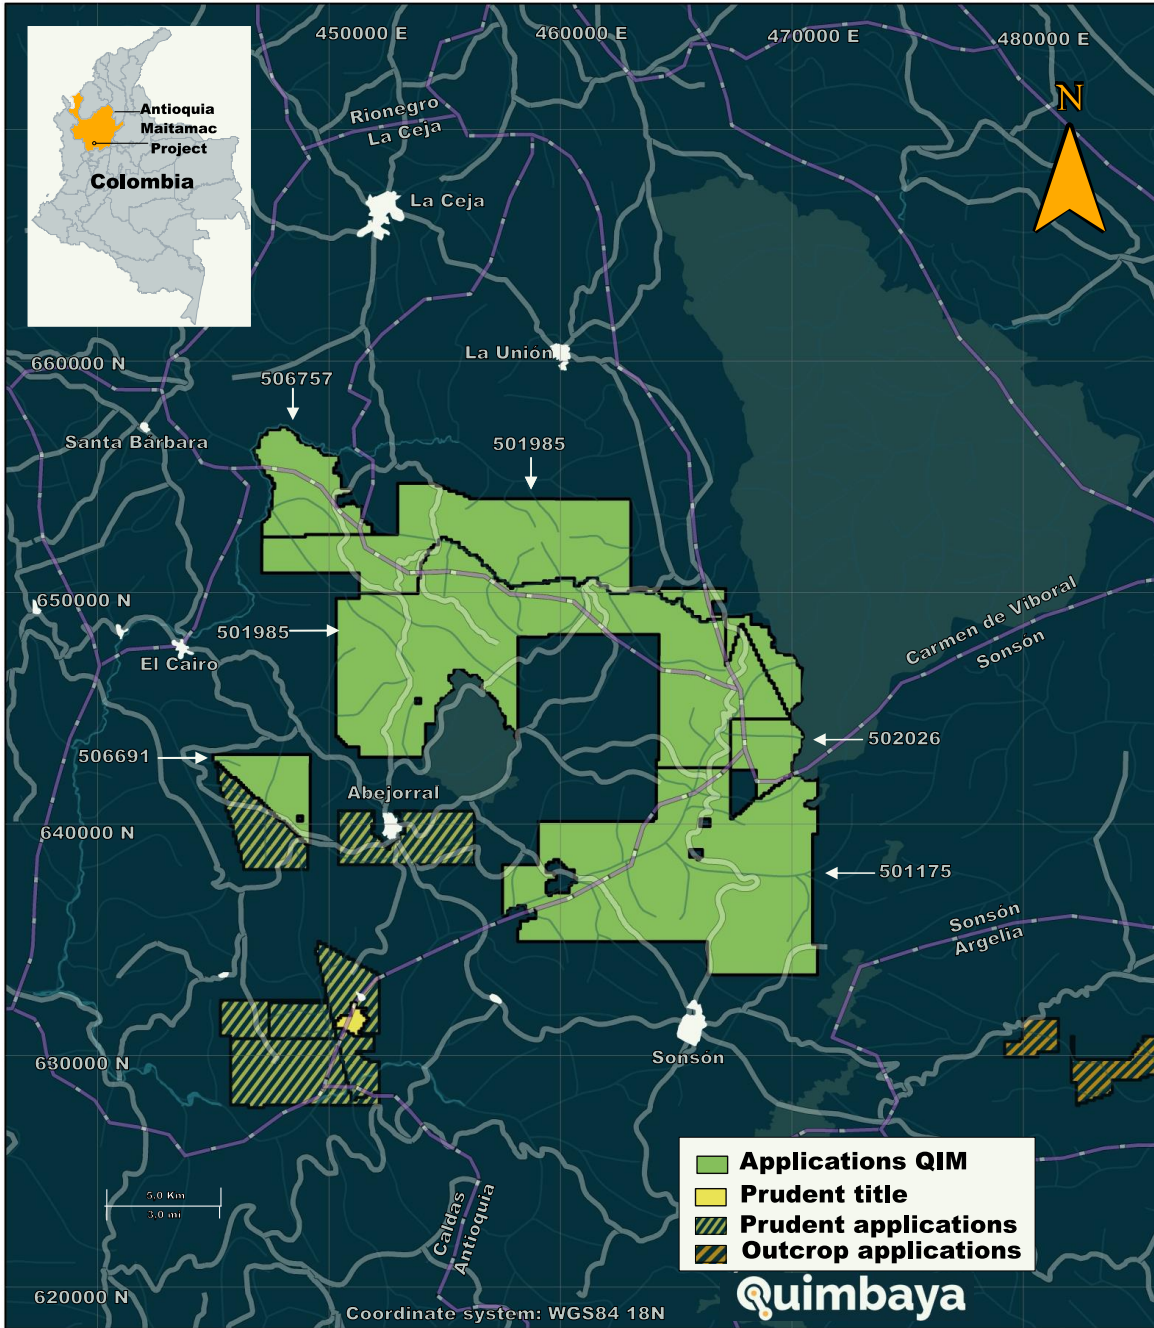 450000 E
460000 E
470000 E
480000 E
Antioquia
Maitamac
Project
Colombia
N
Rionegro
La Ceja
La Ceja
La Unión
660000 N
506757
Santa Bárbara
501985
650000 N
501985
El Cairo
Carmen de Viboral
Sonsón
502026
506691
Abejorral
640000 N
501175
Sonsón
Argelia
630000 N
Sonsón
Applications QIM
Prudent title
Prudent applications
Outcrop applications
5.0 Km
3.0 mi
Caldas
Antioquia
620000 N
Coordinate system: WGS84 18N
Quimbaya